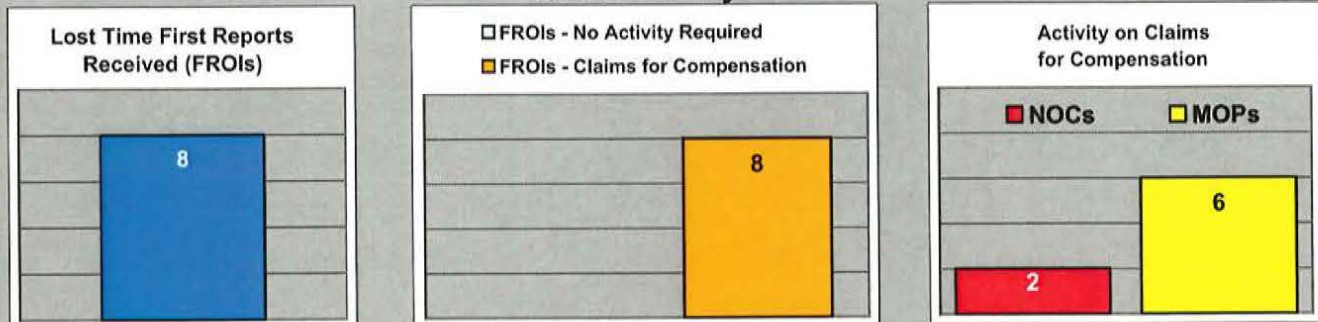 Lost Time First Reports
Received (FROIs)
8
FROIs - No Activity Required
FROIs - Claims for Compensation
8
Activity on Claims
for Compensation
NOCs MOPs
6
2